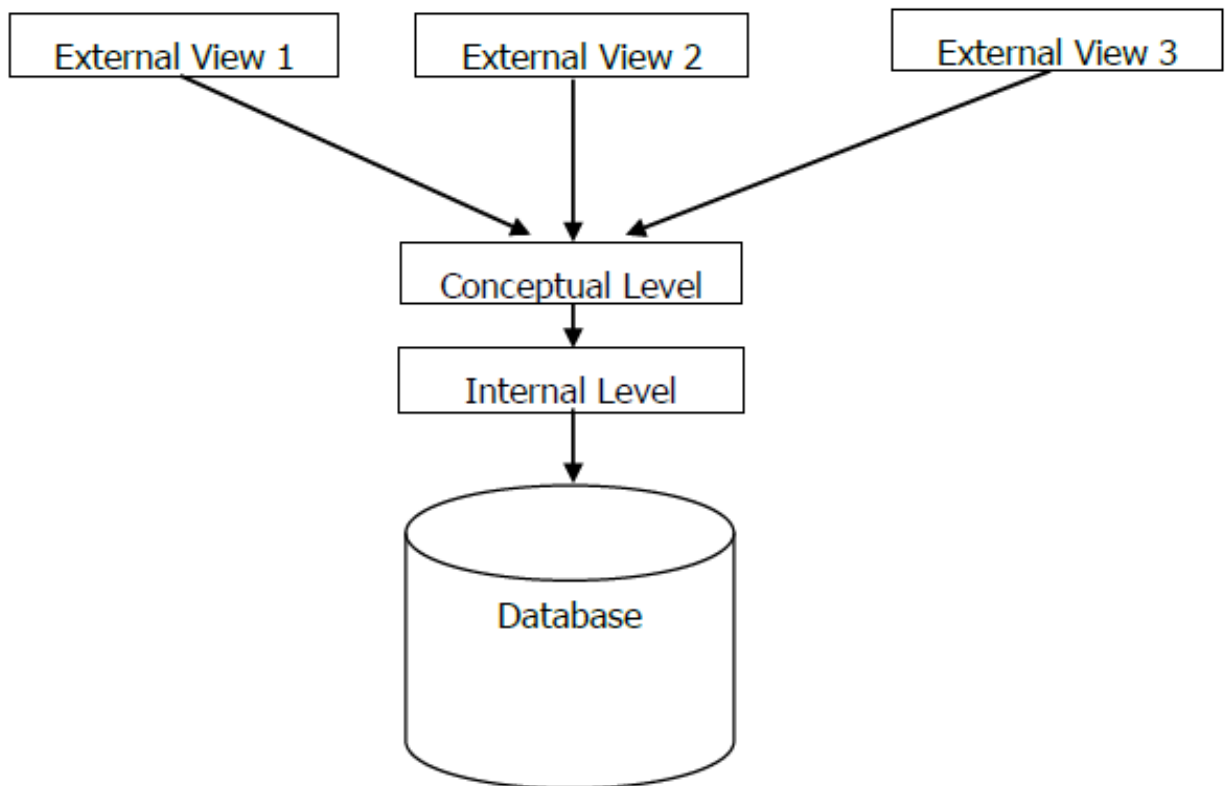 External View 1
External View 2
External View 3
Conceptual Level
Internal Level
Database